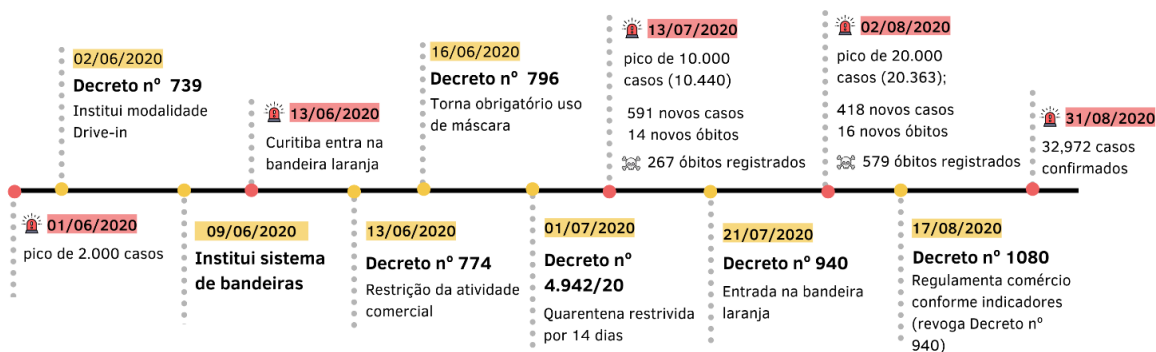 01/06/2020
pico de 2.000 casos
02/06/2020
Decreto nº 739
Institui modalidade
Drive-in
09/06/2020
Institui sistema
de bandeiras
13/06/2020
Curitiba entra na
bandeira laranja
13/06/2020
Decreto nº 774
Restrição da atividade
comercial
16/06/2020
Decreto nº 796
Torna obrigatório uso
de máscara
01/07/2020
Decreto nº
4.942/20
Quarentena restrivida
por 14 dias
13/07/2020
pico de 10.000
casos (10.440)
591 novos casos
14 novos óbitos
267 óbitos registrados
21/07/2020
Decreto nº 940
Entrada na bandeira
laranja
02/08/2020
pico de 20.000
casos (20.363);
418 novos casos
16 novos óbitos
579 óbitos registrados
17/08/2020
Decreto nº 1080
Regulamenta comércio
conforme indicadores
(revoga Decreto nº
940)
31/08/2020
32,972 casos
confirmados